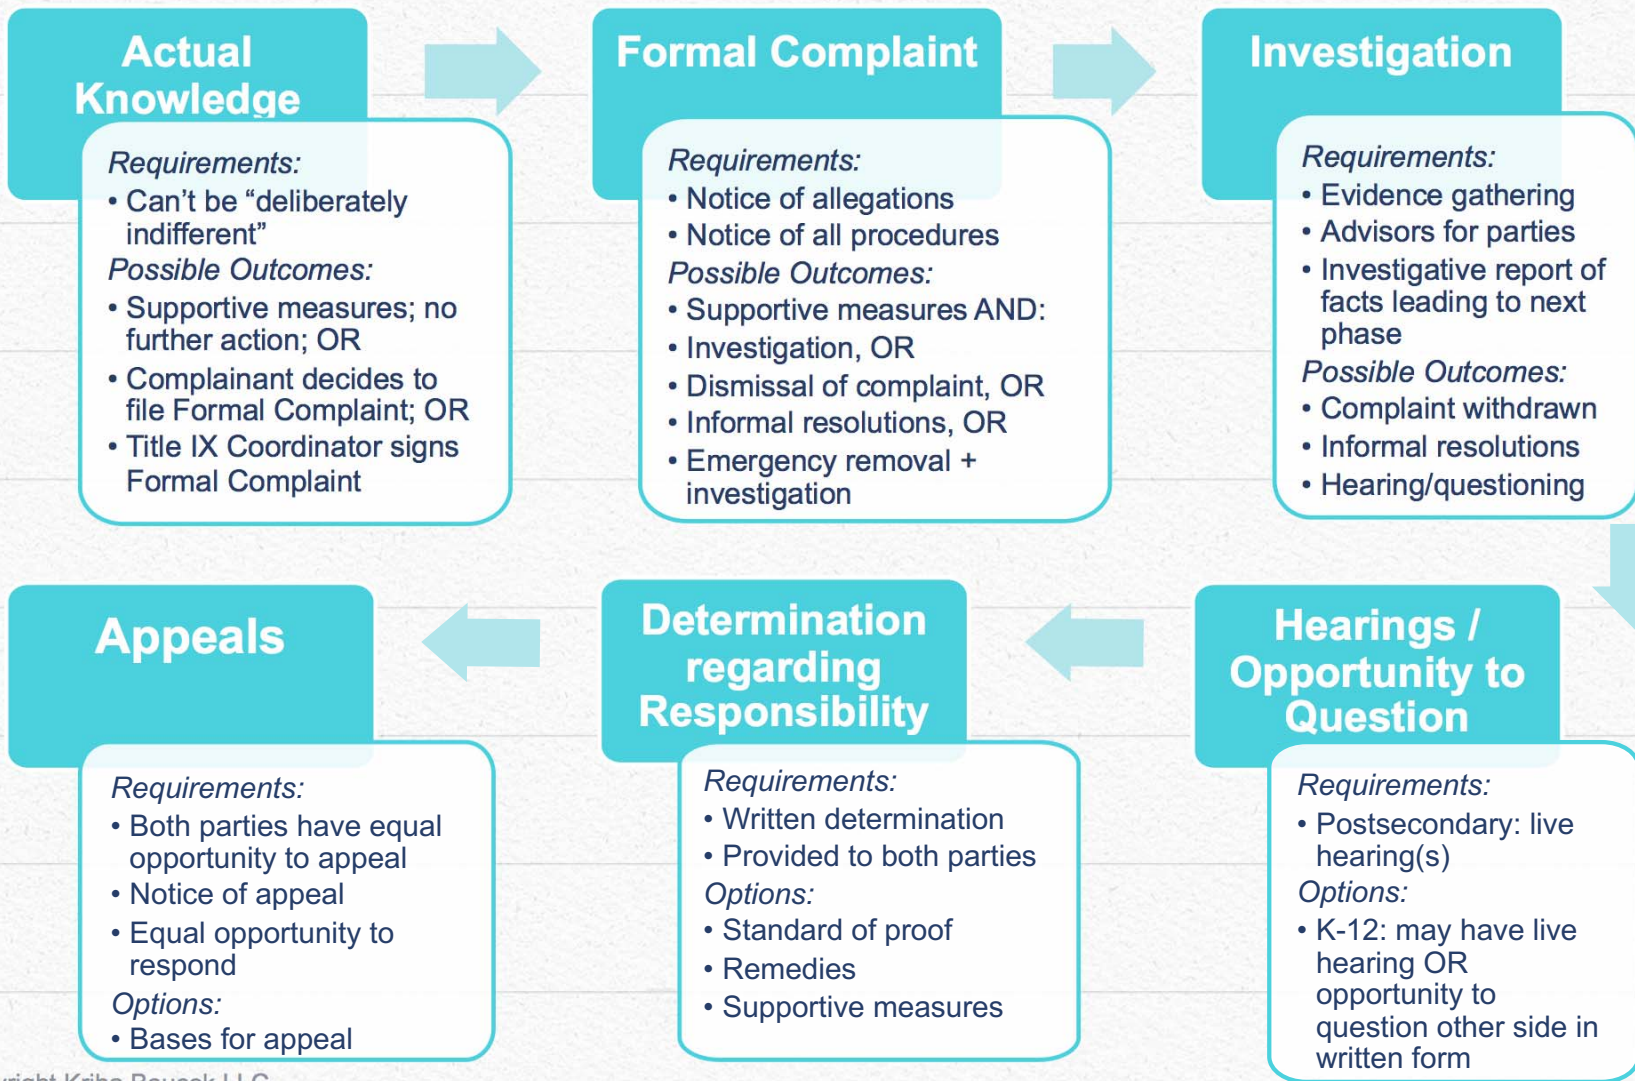 Actual
Knowledge
Requirements:
• Can't be “deliberately
indifferent”
Possible Outcomes:
• Supportive measures; no
further action; OR
• Complainant decides to
file Formal Complaint; OR
• Title IX Coordinator signs
Formal Complaint
Formal Complaint
Requirements:
• Notice of allegations
• Notice of all procedures
Possible Outcomes:
• Supportive measures AND:
• Investigation, OR
• Dismissal of complaint, OR
• Informal resolutions, OR
• Emergency removal +
investigation
Investigation
Requirements:
• Evidence gathering
• Advisors for parties
• Investigative report of
facts leading to next
phase
Possible Outcomes:
• Complaint withdrawn
• Informal resolutions
• Hearing/questioning
Hearings /
Opportunity to
Question
Requirements:
• Postsecondary: live
hearing(s)
Options:
• K-12: may have live
hearing OR
opportunity to
question other side in
written form
Determination
regarding
Responsibility
Requirements:
• Written determination
• Provided to both parties
Options:
• Standard of proof
• Remedies
• Supportive measures
Appeals
Requirements:
• Both parties have equal
opportunity to appeal
• Notice of appeal
• Equal opportunity to
respond
Options:
• Bases for appeal